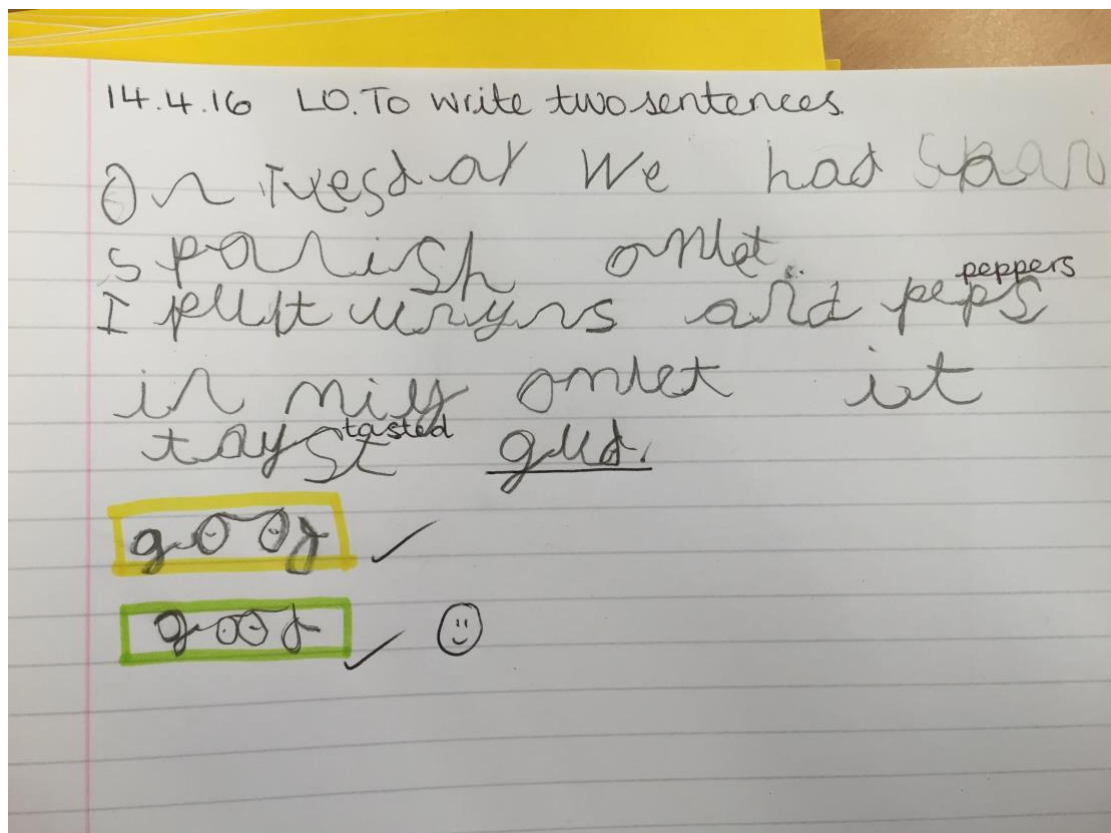 14.4.16 LO. To write two sentences.
On Tuesday We had span
spanish omlet.
peppers
I putt unyns and peps
in miy omlet it
tasted
tayst gud.
good
good